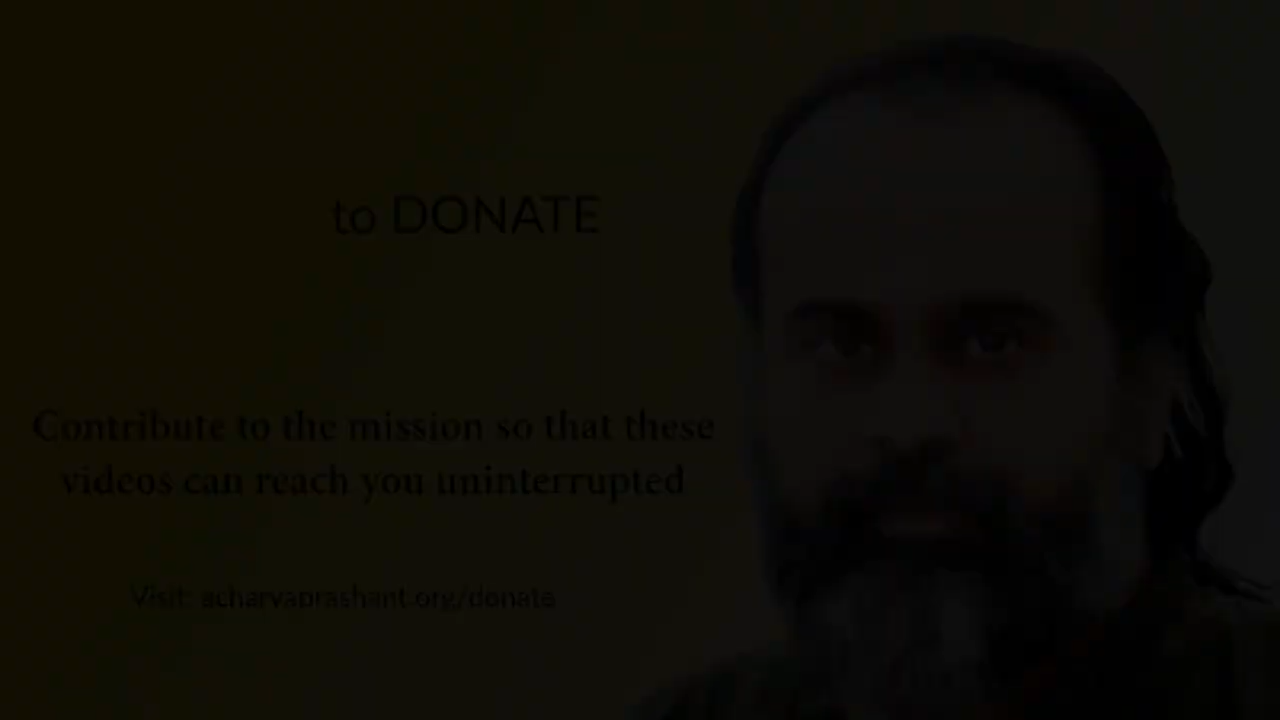 to DONATE
Contribute to the mission so that these
videos can reach you uninterrupted
Visit: acharyaprashant.org/donate